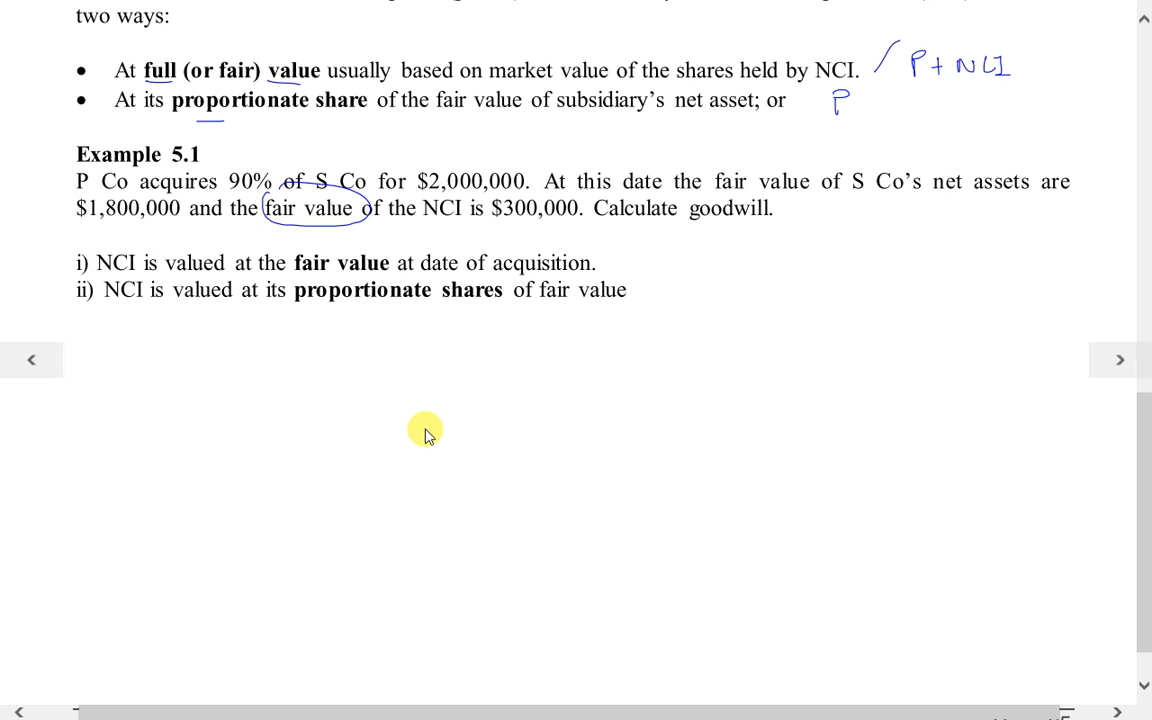 two ways:
• At full (or fair) value usually based on market value of the shares held by NCI. P + NCI
• At its proportionate share of the fair value of subsidiary's net asset; or P
Example 5.1
P Co acquires 90% of S Co for $2,000,000. At this date the fair value of S Co's net assets are
$1,800,000 and the fair value of the NCI is $300,000. Calculate goodwill.
i) NCI is valued at the fair value at date of acquisition.
ii) NCI is valued at its proportionate shares of fair value